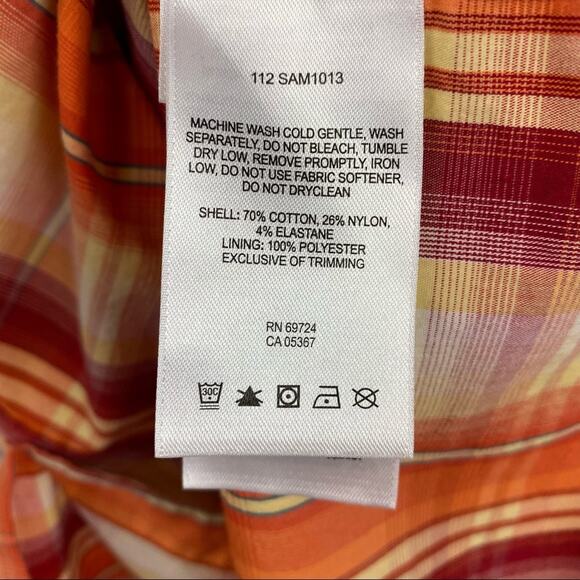 112 SAM1013
MACHINE WASH COLD GENTLE, WASH
SEPARATELY, DO NOT BLEACH, TUMBLE
DRY LOW, REMOVE PROMPTLY, IRON
LOW, DO NOT USE FABRIC SOFTENER,
DO NOT DRYCLEAN
SHELL: 70% COTTON, 26% NYLON,
4% ELASTANE
LINING: 100% POLYESTER
EXCLUSIVE OF TRIMMING
RN 69724
CA 05367
30C